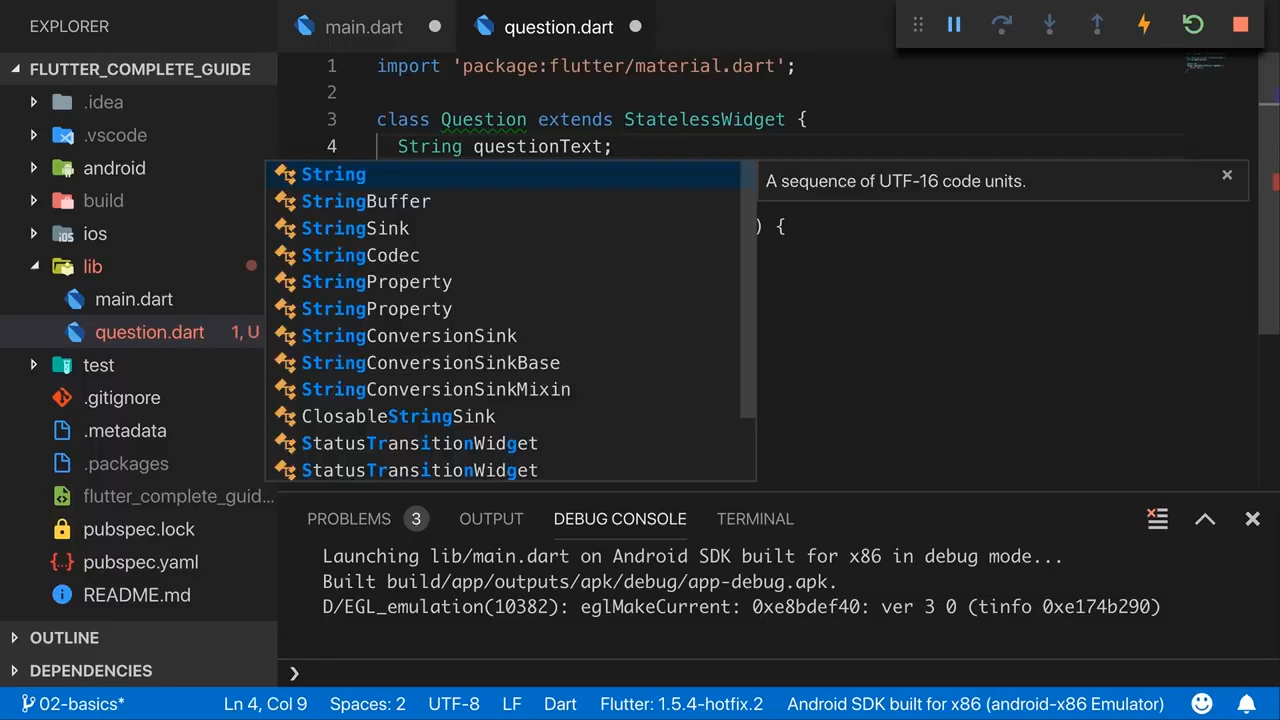 EXPLORER
main.dart
question.dart
FLUTTER_COMPLETE_GUIDE
.idea
.vscode
android
build
ios
lib
main.dart
question.dart 1, U
test
.gitignore
.metadata
.packages
flutter_complete_guid...
pubspec.lock
pubspec.yaml
README.md
OUTLINE
DEPENDENCIES
1 import 'package:flutter/material.dart';
2
3 class Question extends StatelessWidget {
4 String questionText;
String
StringBuffer
StringSink
StringCodec
StringProperty
StringProperty
StringConversionSink
StringConversionSinkBase
StringConversionSinkMixin
ClosableStringSink
StatusTransitionWidget
StatusTransitionWidget
A sequence of UTF-16 code units.
) {
PROBLEMS 3 OUTPUT DEBUG CONSOLE TERMINAL
Launching lib/main.dart on Android SDK built for x86 in debug mode...
Built build/app/outputs/apk/debug/app-debug.apk.
D/EGL_emulation(10382): eglMakeCurrent: 0xe8bdef40: ver 3 0 (tinfo 0xe174b290)
02-basics* Ln 4, Col 9 Spaces: 2 UTF-8 LF Dart Flutter: 1.5.4-hotfix.2 Android SDK built for x86 (android-x86 Emulator)